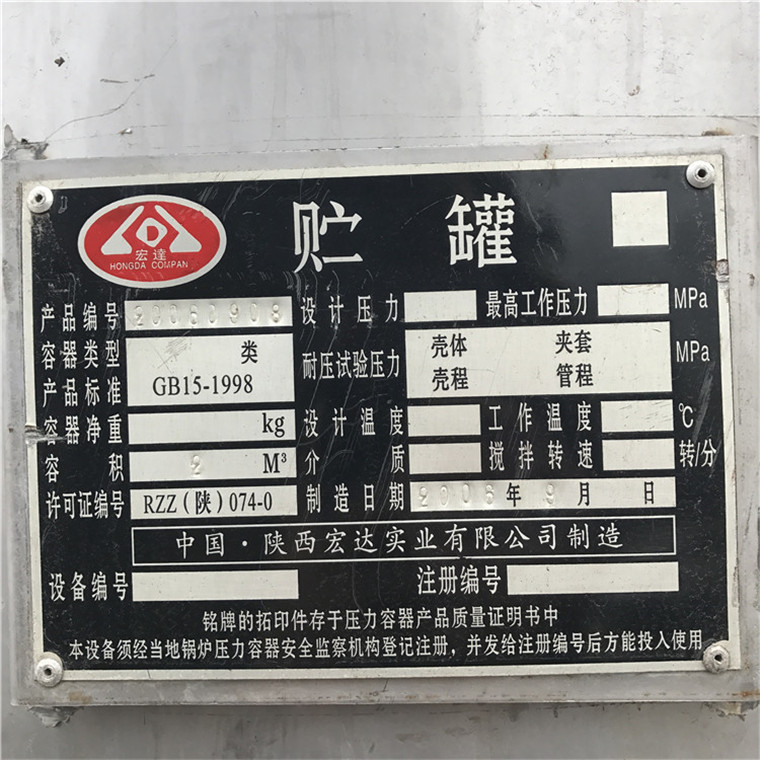 宏達
HONGDA COMPAN
贮罐
产品编号 20060908 设计压力 最高工作压力 MPa
容器类型 类 耐压试验压力 壳体 夹套 MPa
产品标准 GB15-1998 壳程 管程
容器净重 kg 设计温度 工作温度 ℃
容积 2 M³ 介质 搅拌转速 转/分
许可证编号 RZZ(陕)074-0 制造日期 2006年9月 日
中国·陕西宏达实业有限公司制造
设备编号 注册编号
铭牌的拓印件存于压力容器产品质量证明书中
本设备须经当地锅炉压力容器安全监察机构登记注册,并发给注册编号后方能投入使用